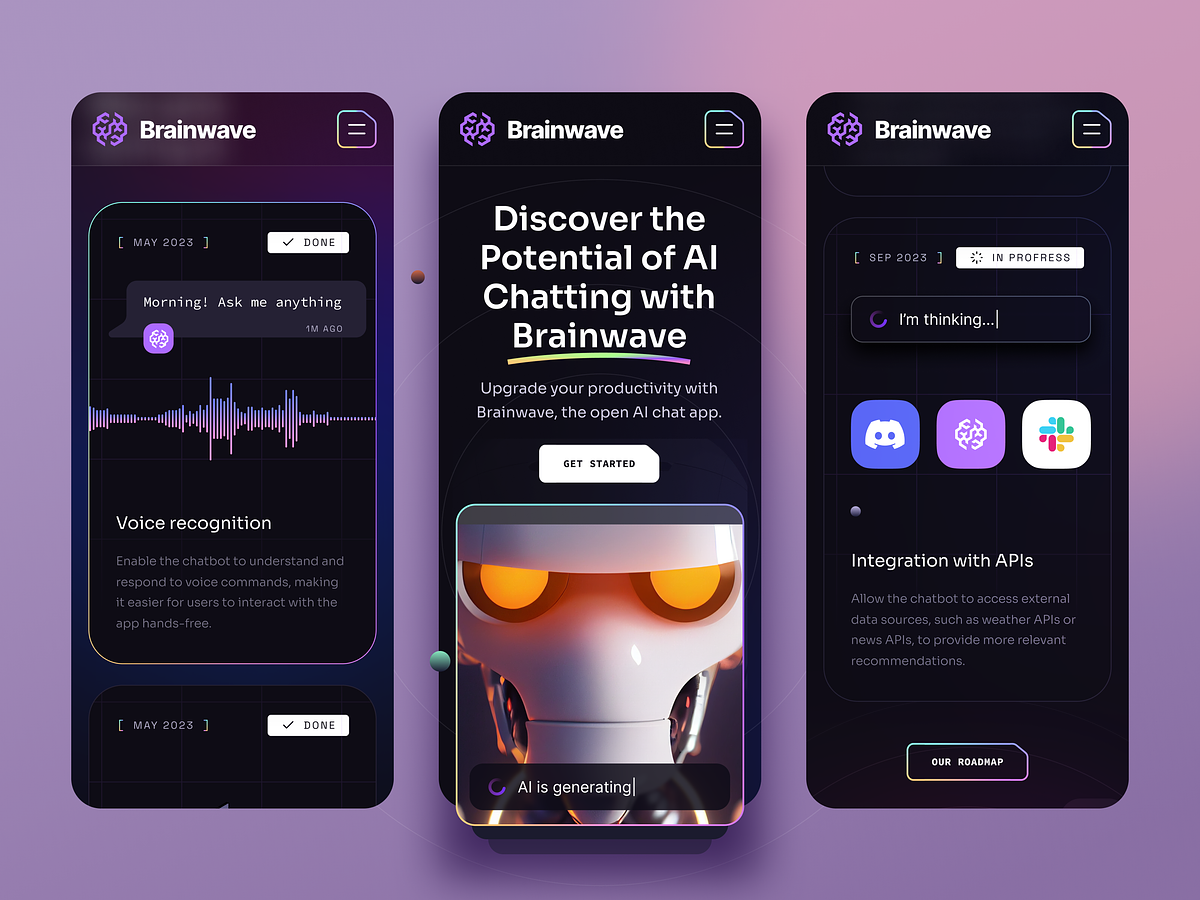 Brainwave
[ MAY 2023 ]
DONE
Morning! Ask me anything
1M AGO
Voice recognition
Enable the chatbot to understand and
respond to voice commands, making
it easier for users to interact with the
app hands-free.
[ MAY 2023 ]
DONE
Brainwave
Discover the
Potential of AI
Chatting with
Brainwave
Upgrade your productivity with
Brainwave, the open AI chat app.
GET STARTED
AI is generating
Brainwave
[ SEP 2023 ]
IN PROFRESS
I'm thinking...
Integration with APIs
Allow the chatbot to access external
data sources, such as weather APIs or
news APIs, to provide more relevant
recommendations.
OUR ROADMAP